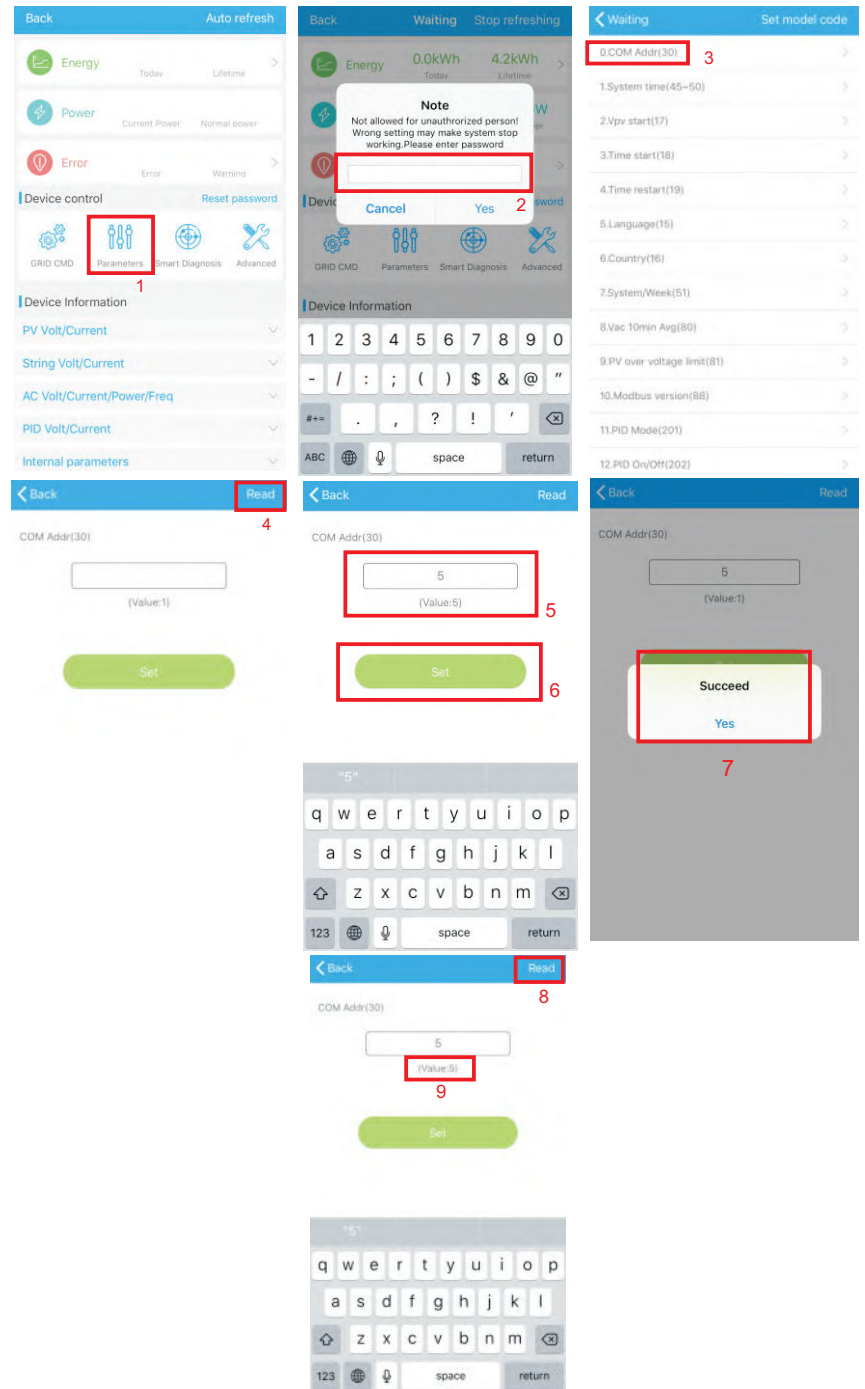 Back Auto refresh
Energy
Today Lifetime
Power
Current Power Normal power
Error
Error Warning
Device control Reset password
GRID CMD Parameters Smart Diagnosis Advanced
1
Device Information
PV Volt/Current
String Volt/Current
AC Volt/Current/Power/Freq
PID Volt/Current
Internal parameters
Back Waiting Stop refreshing
Energy 0.0kWh 4.2kWh
Today Lifetime
W
Note
Not allowed for unauthrorized person!
Wrong setting may make system stop
working.Please enter password
Cancel Yes
2
Devic sword
GRID CMD Parameters Smart Diagnosis Advanced
Device Information
1 2 3 4 5 6 7 8 9 0
- / : ; ( ) $ & @ "
#+= . , ? ! ' 
ABC space return
Waiting Set model code
0.COM Addr(30)
3
1.System time(45~50)
2.Vpv start(17)
3.Time start(18)
4.Time restart(19)
5.Language(15)
6.Country(16)
7.System/Week(51)
8.Vac 10min Avg(80)
9.PV over voltage limit(81)
10.Modbus version(88)
11.PID Mode(201)
12.PID On/Off(202)
Back Read
4
COM Addr(30)
(Value:1)
Set
Back Read
COM Addr(30)
5
(Value:5)
5
Set
6
"5"
q w e r t y u i o p
a s d f g h j k l
z x c v b n m
123 space return
Back Read
COM Addr(30)
5
(Value:1)
Succeed
Yes
7
Back Read
8
COM Addr(30)
5
(Value:5)
9
Set
"5"
q w e r t y u i o p
a s d f g h j k l
z x c v b n m
123 space return